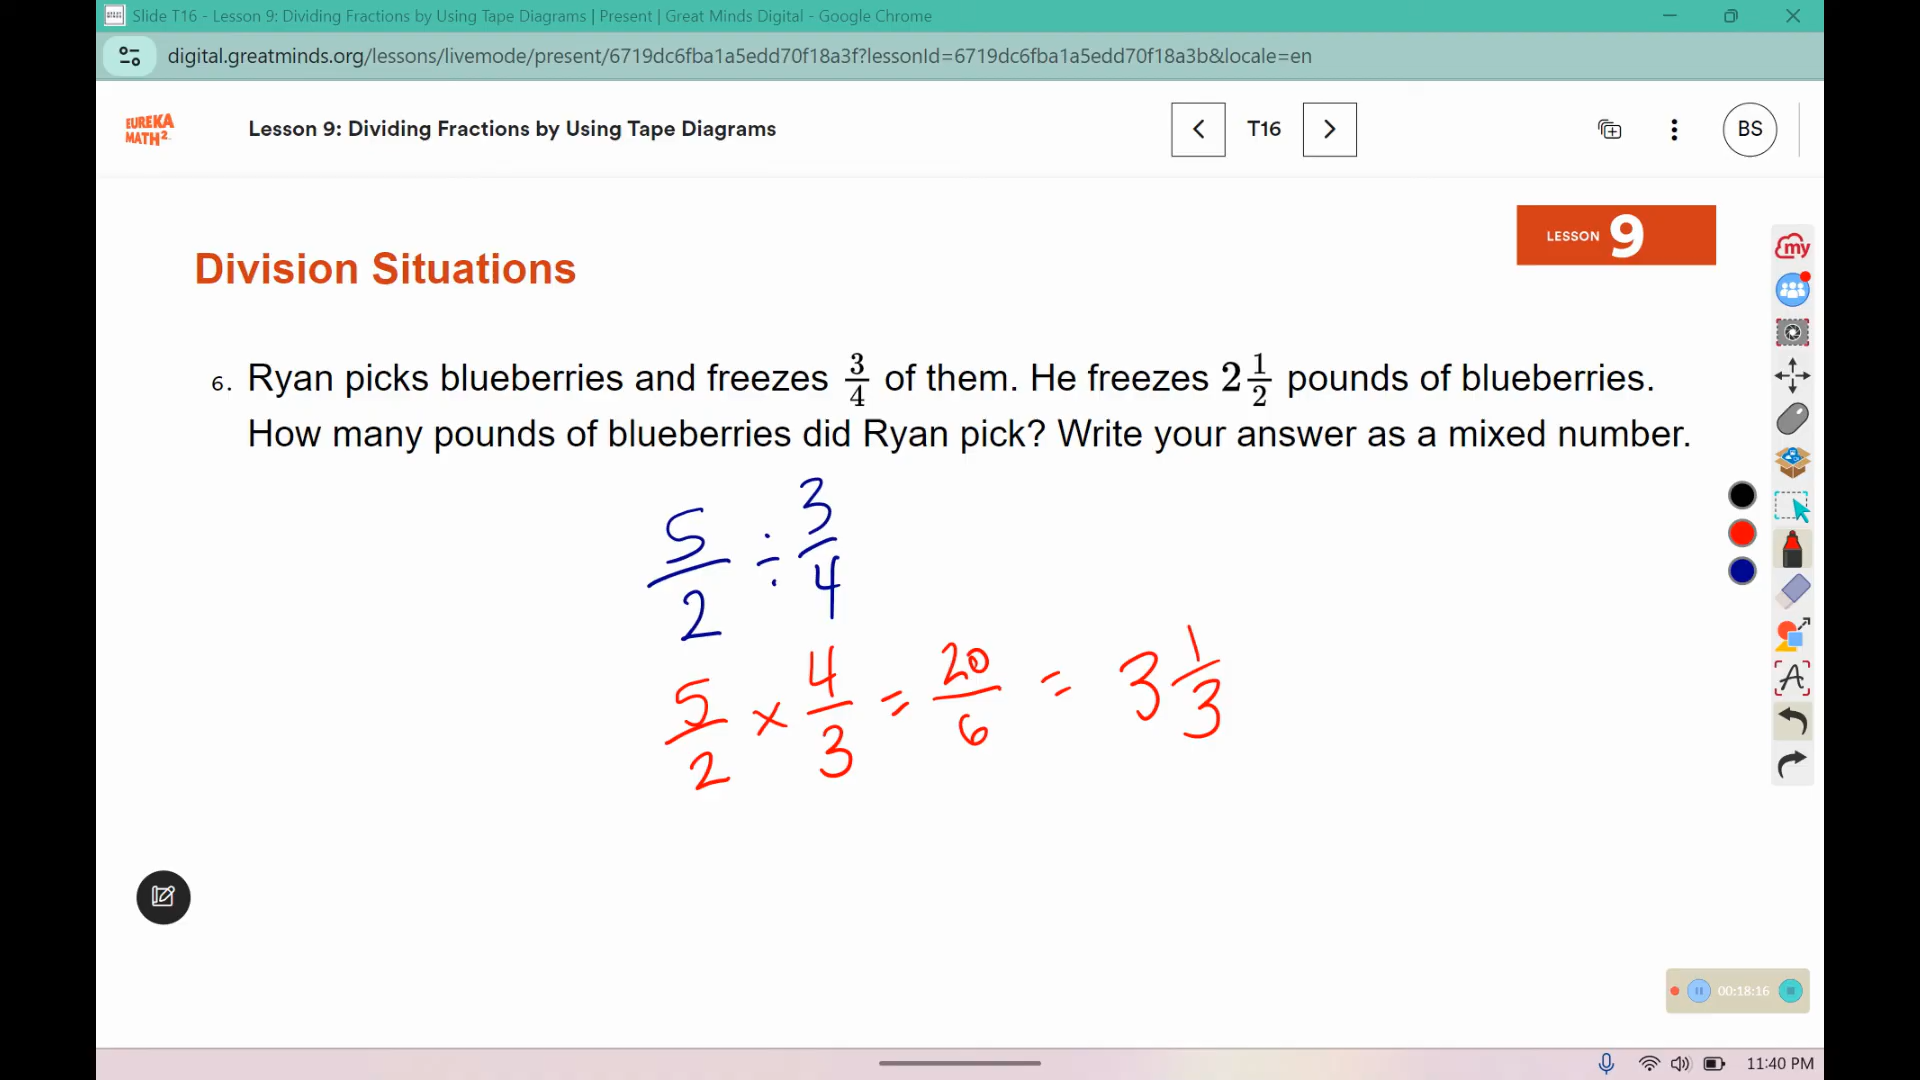 Slide T16 - Lesson 9: Dividing Fractions by Using Tape Diagrams | Present | Great Minds Digital - Google Chrome
digital.greatminds.org/lessons/livemode/present/6719dc6fba1a5edd70f18a3f?lessonId=6719dc6fba1a5edd70f18a3b&locale=en
EUREKA MATH²
Lesson 9: Dividing Fractions by Using Tape Diagrams
T16
BS
LESSON 9
my
Division Situations
6. Ryan picks blueberries and freezes 3/4 of them. He freezes 2 1/2 pounds of blueberries.
How many pounds of blueberries did Ryan pick? Write your answer as a mixed number.
5/2 ÷ 3/4
5/2 × 4/3 = 20/6 = 3 1/3
A
00:18:16
11:40 PM